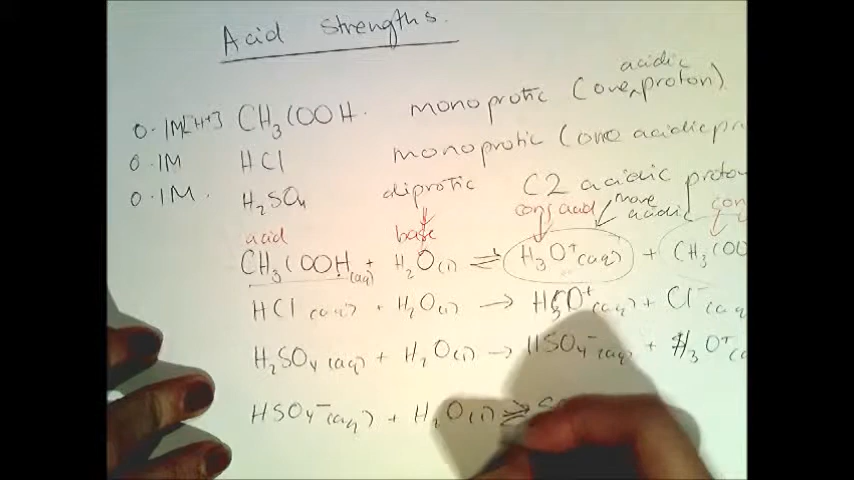 Acid strengths.
acidic
0.1M[H+] CH₃COOH. monoprotic (one proton)
0.1M HCl monoprotic (one acidic pr
0.1M. H₂SO₄ diprotic (2 acidic proton
conj acid more acidic con
acid base
CH₃COOH(aq) + H₂O(l) ⇌ H₃O⁺(aq) + CH₃COO
HCl(aq) + H₂O(l) → H₃O⁺(aq) + Cl⁻(aq
H₂SO₄(aq) + H₂O(l) → HSO₄⁻(aq) + H₃O⁺(a
HSO₄⁻(aq) + H₂O(l) ⇌ S